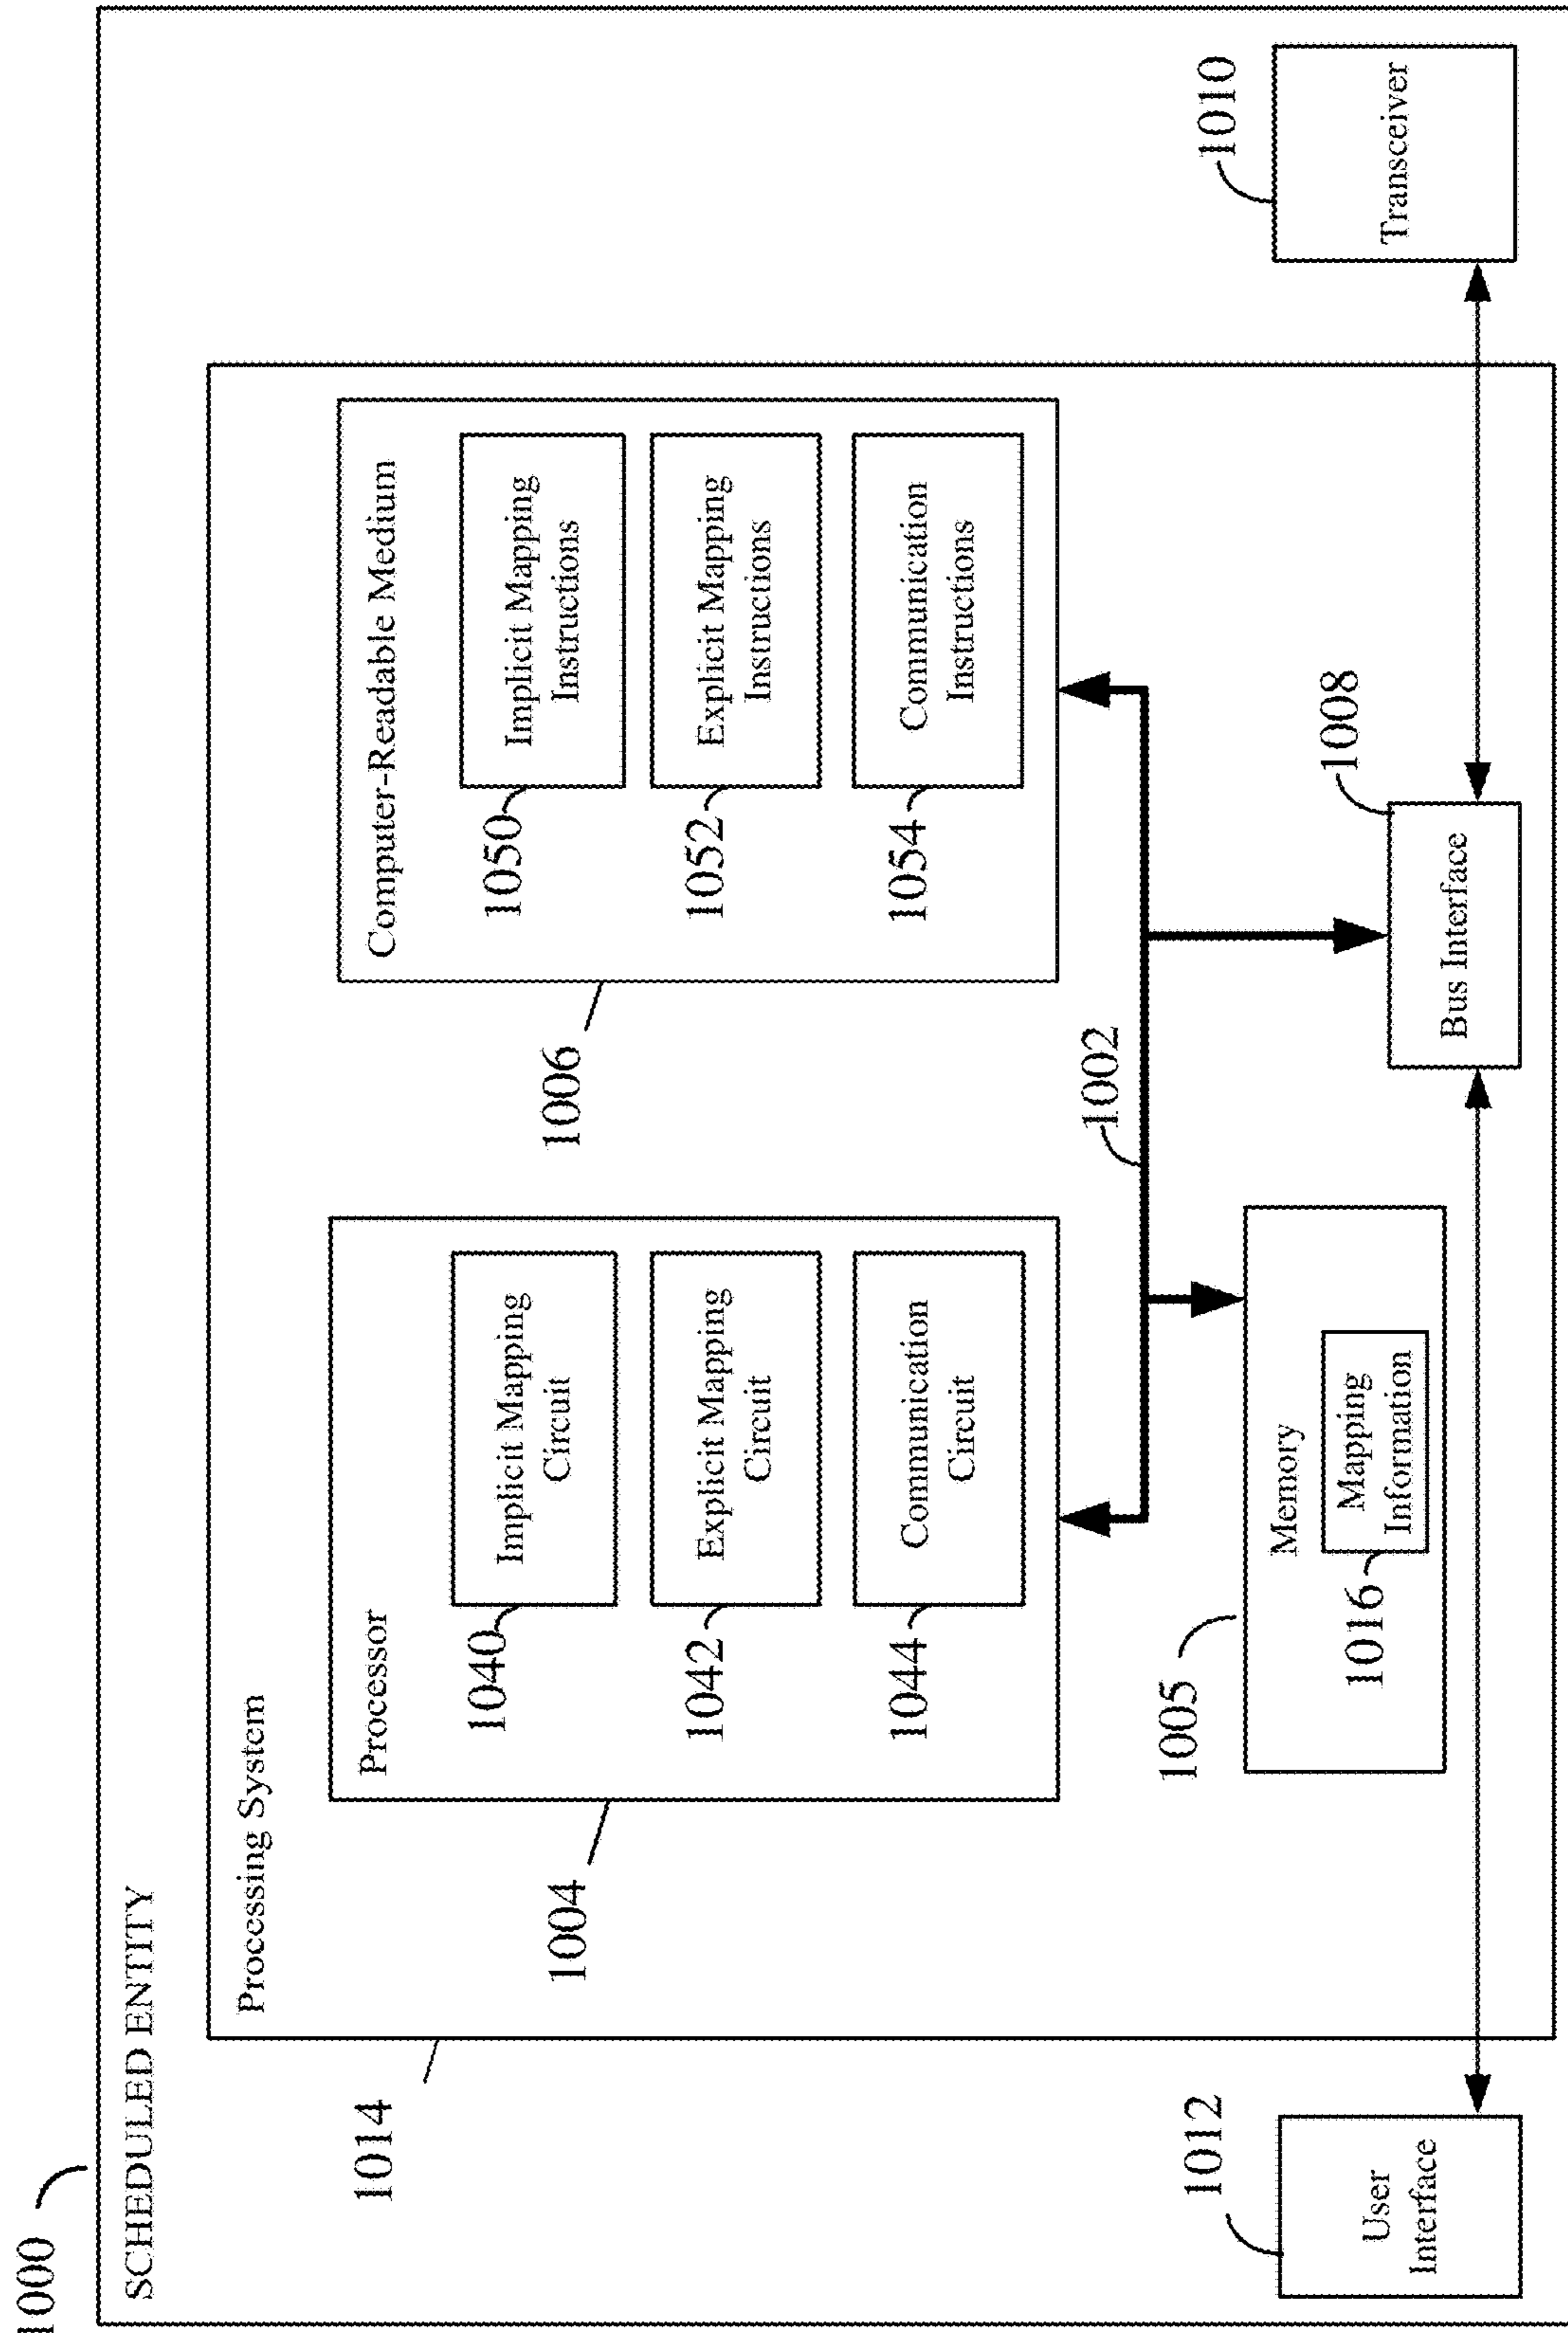 1000
SCHEDULED ENTITY
Processing System
1014
Processor
1004
1040
Implicit Mapping
Circuit
1042
Explicit Mapping
Circuit
1044
Communication
Circuit
Computer-Readable Medium
1006
1050
Implicit Mapping
Instructions
1052
Explicit Mapping
Instructions
1054
Communication
Instructions
1002
1005
Memory
1016
Mapping
Information
1008
Bus Interface
1012
User
Interface
1010
Transceiver